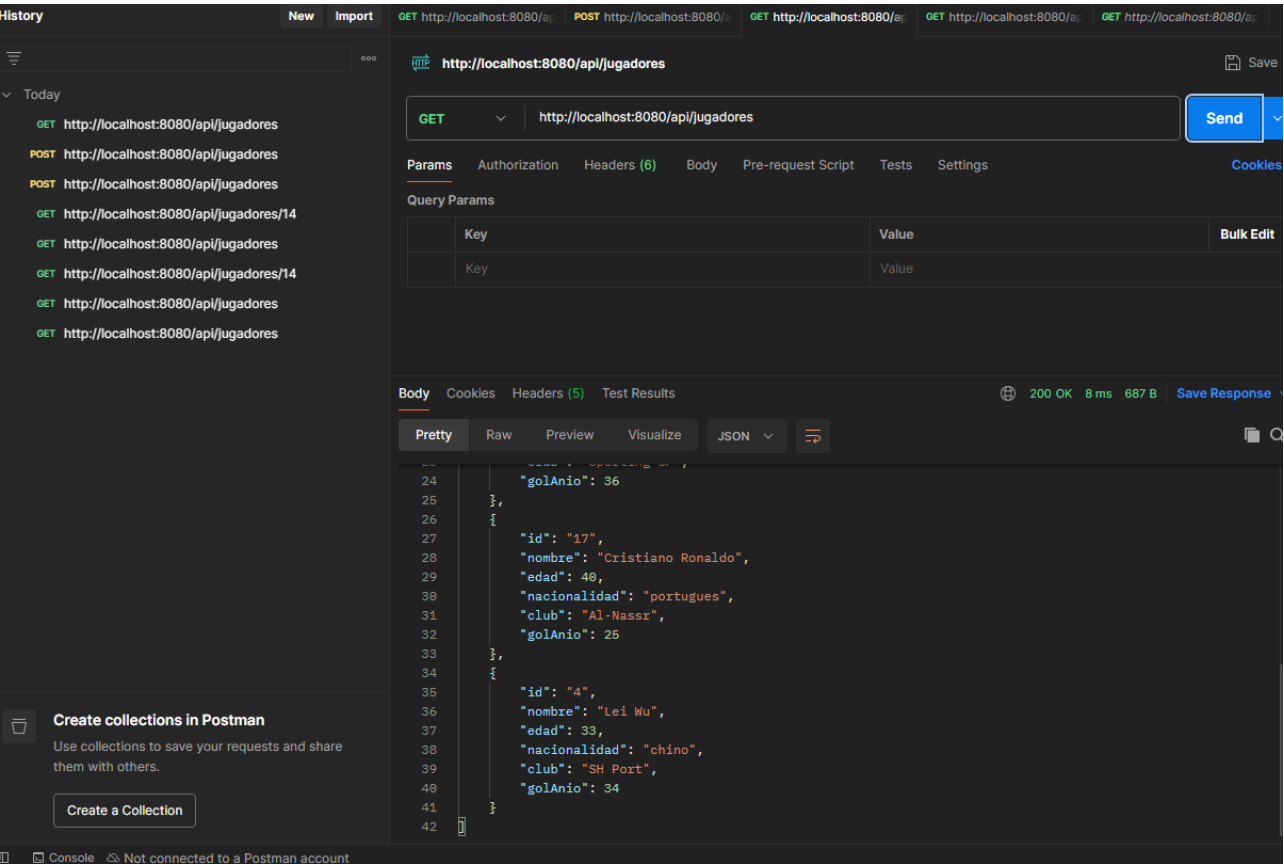 History
New Import
GET http://localhost:8080/ap
POST http://localhost:8080/a
GET http://localhost:8080/ap
GET http://localhost:8080/ap
GET http://localhost:8080/ap
Today
GET http://localhost:8080/api/jugadores
POST http://localhost:8080/api/jugadores
POST http://localhost:8080/api/jugadores
GET http://localhost:8080/api/jugadores/14
GET http://localhost:8080/api/jugadores
GET http://localhost:8080/api/jugadores/14
GET http://localhost:8080/api/jugadores
GET http://localhost:8080/api/jugadores
Create collections in Postman
Use collections to save your requests and share
them with others.
Create a Collection
HTTP http://localhost:8080/api/jugadores
Save
GET http://localhost:8080/api/jugadores
Send
Params Authorization Headers (6) Body Pre-request Script Tests Settings
Cookies
Query Params
Key Value Bulk Edit
Key Value
Body Cookies Headers (5) Test Results
200 OK 8 ms 687 B Save Response
Pretty Raw Preview Visualize JSON
24 "golAnio": 36
25 },
26 {
27 "id": "17",
28 "nombre": "Cristiano Ronaldo",
29 "edad": 40,
30 "nacionalidad": "portugues",
31 "club": "Al-Nassr",
32 "golAnio": 25
33 },
34 {
35 "id": "4",
36 "nombre": "Lei Wu",
37 "edad": 33,
38 "nacionalidad": "chino",
39 "club": "SH Port",
40 "golAnio": 34
41 }
42 ]
Console Not connected to a Postman account